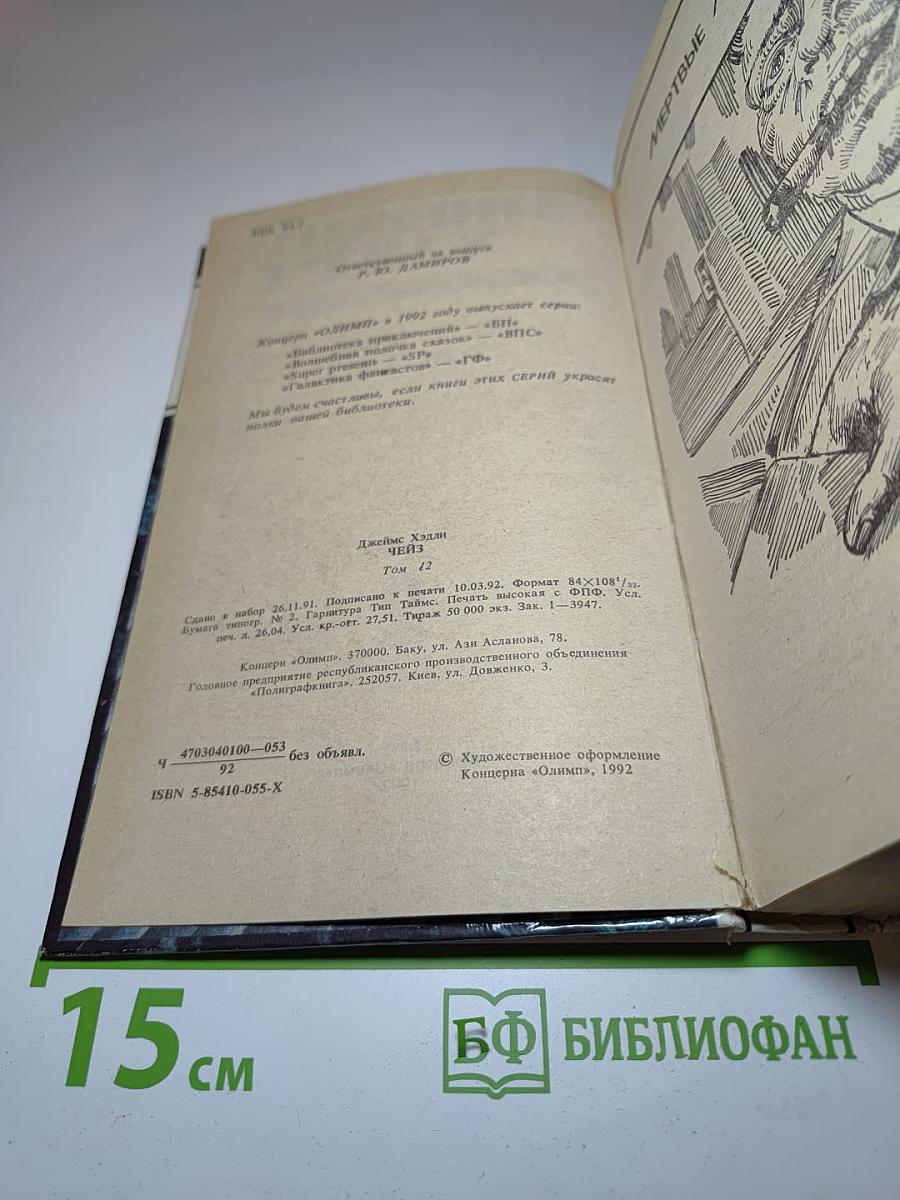 ББК 84.7
Ответственный за выпуск
Р. Ю. ДАМИРОВ
Концерн «ОЛИМП» в 1992 году выпускает серии:
«Библиотека приключений» — «БП»
«Волшебная полочка сказок» — «ВПС»
«Super present» — «SP»
«Галактика фантастов» — «ГФ»
Мы будем счастливы, если книги этих СЕРИЙ украсят
полки вашей библиотеки.
Джеймс Хэдли
ЧЕЙЗ
Том 12
Сдано в набор 26.11.91. Подписано к печати 10.03.92. Формат 84×108¹/₃₂.
Бумага типогр. № 2. Гарнитура Тип Таймс. Печать высокая с ФПФ. Усл.
печ. л. 26,04. Усл. кр.-отт. 27,51. Тираж 50 000 экз. Зак. 1—3947.
Концерн «Олимп». 370000. Баку, ул. Ази Асланова, 78.
Головное предприятие республиканского производственного объединения
«Полиграфкнига». 252057. Киев, ул. Довженко, 3.
Ч 4703040100—053 без объявл.
92
ISBN 5-85410-055-X
© Художественное оформление
Концерна «Олимп», 1992
МЕРТВЫЕ
15 см
БФ БИБЛИОФАН